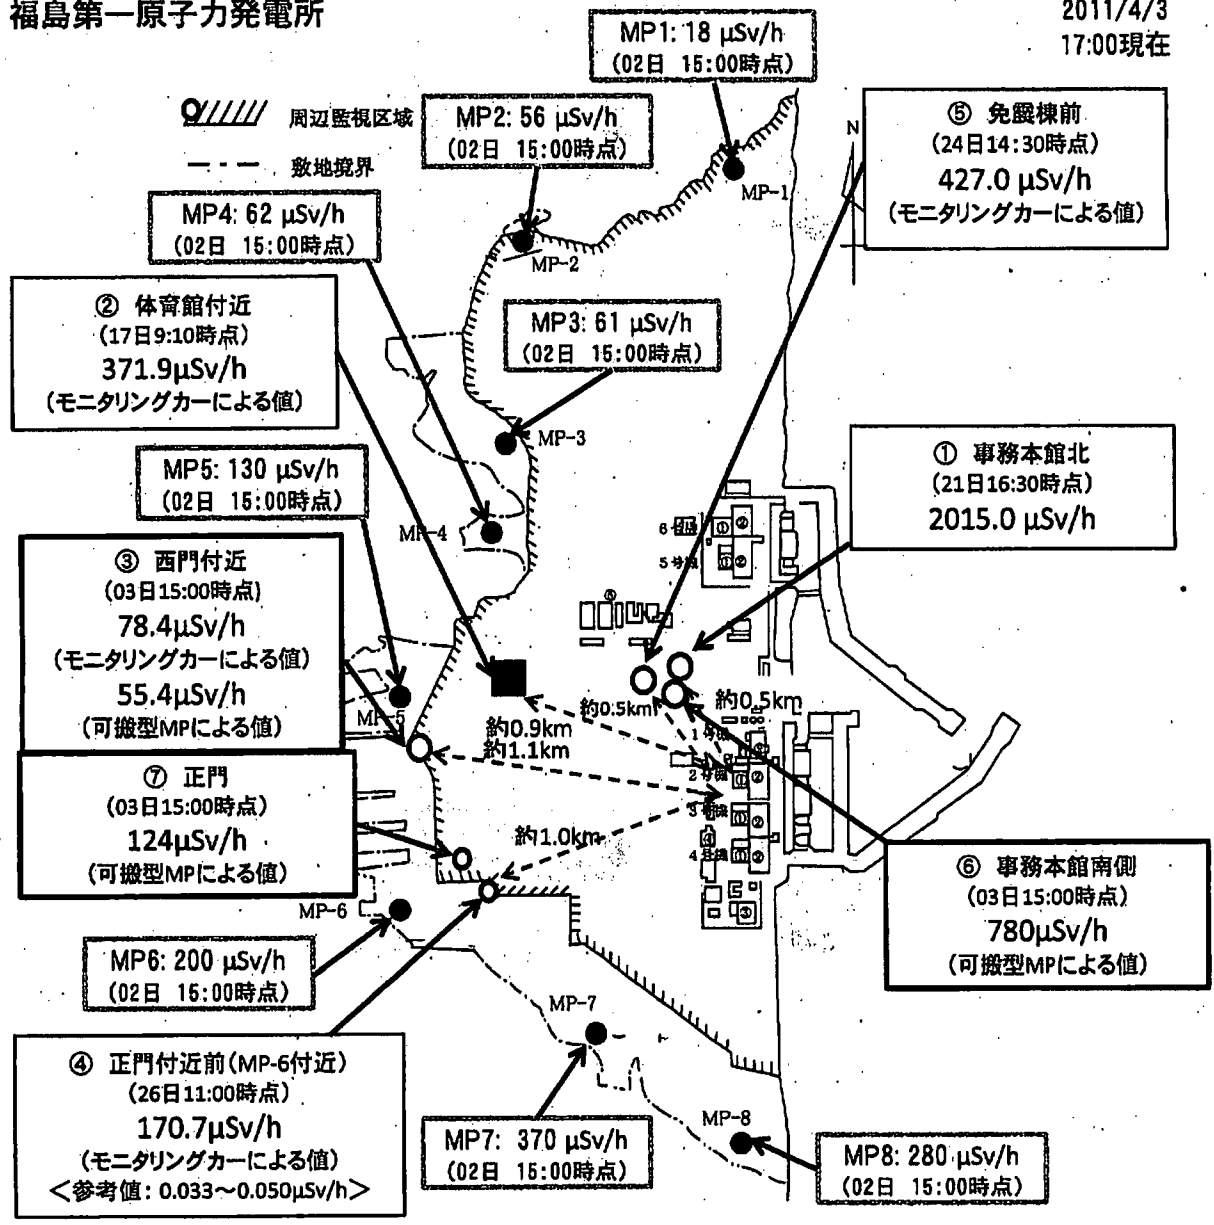 福島第一原子力発電所
2011/4/3
17:00現在
周辺監視区域
敷地境界
MP1: 18 μSv/h
(02日 15:00時点)
MP2: 56 μSv/h
(02日 15:00時点)
⑤ 免震棟前
(24日14:30時点)
427.0 μSv/h
(モニタリングカーによる値)
N
MP-1
MP4: 62 μSv/h
(02日 15:00時点)
MP-2
② 体育館付近
(17日9:10時点)
371.9μSv/h
(モニタリングカーによる値)
MP3: 61 μSv/h
(02日 15:00時点)
MP-3
MP5: 130 μSv/h
(02日 15:00時点)
① 事務本館北
(21日16:30時点)
2015.0 μSv/h
MP-4
6号機
① ②
5号機
① ②
③ 西門付近
(03日15:00時点)
78.4μSv/h
(モニタリングカーによる値)
55.4μSv/h
(可搬型MPによる値)
MP-5
約0.9km
約1.1km
約0.5km
約0.5km
1号機
②
2号機
① ②
3号機
① ②
4号機
① ②
③
⑦ 正門
(03日15:00時点)
124μSv/h
(可搬型MPによる値)
約1.0km
⑥ 事務本館南側
(03日15:00時点)
780μSv/h
(可搬型MPによる値)
MP-6
MP6: 200 μSv/h
(02日 15:00時点)
MP-7
④ 正門付近前(MP-6付近)
(26日11:00時点)
170.7μSv/h
(モニタリングカーによる値)
<参考値: 0.033～0.050μSv/h>
MP7: 370 μSv/h
(02日 15:00時点)
MP-8
MP8: 280 μSv/h
(02日 15:00時点)